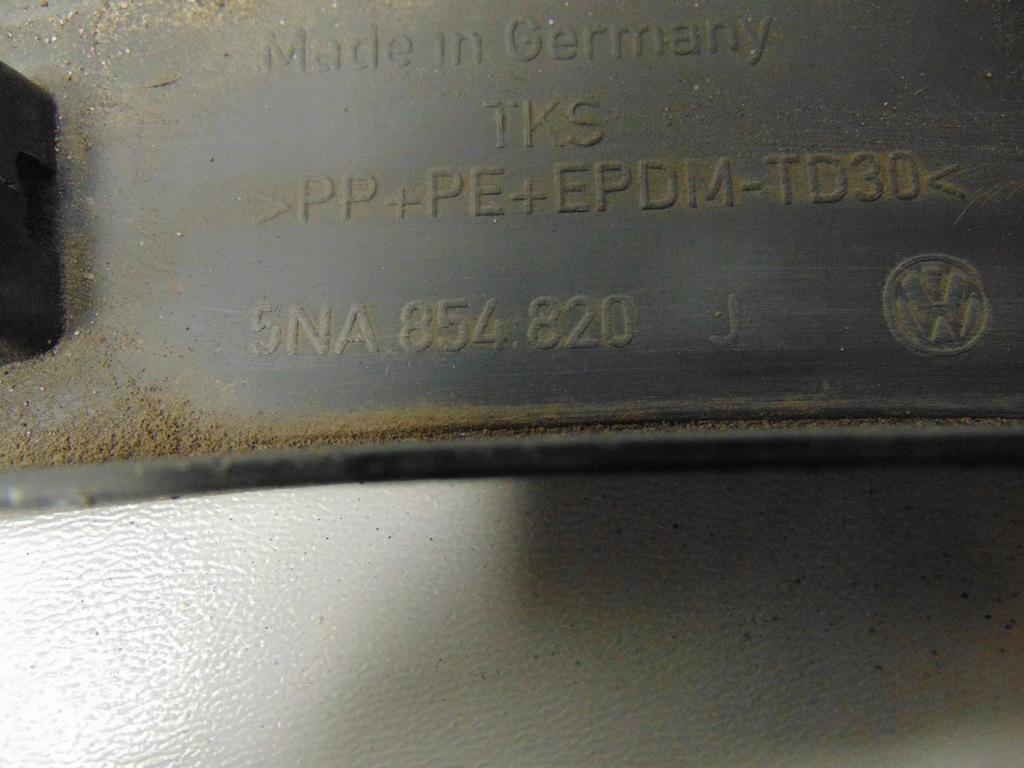 Made in Germany
TKS
>PP+PE+EPDM-TD30<
5NA.854.820 J